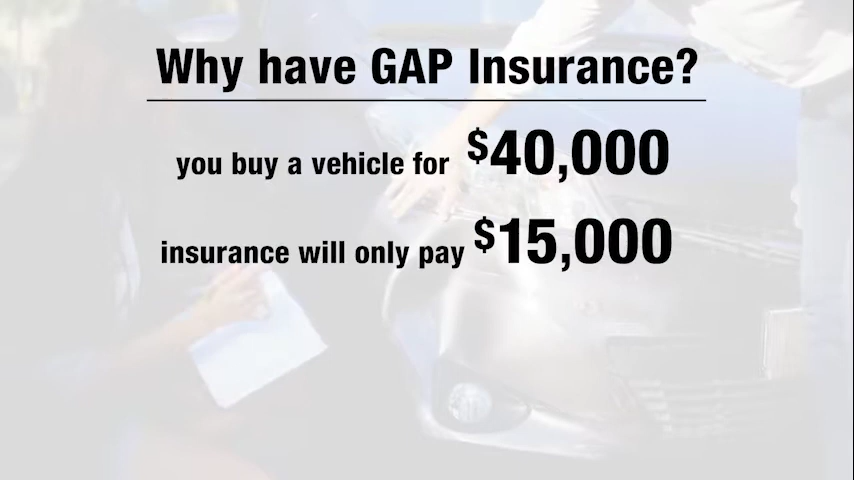 Why have GAP Insurance?
you buy a vehicle for $40,000
insurance will only pay $15,000